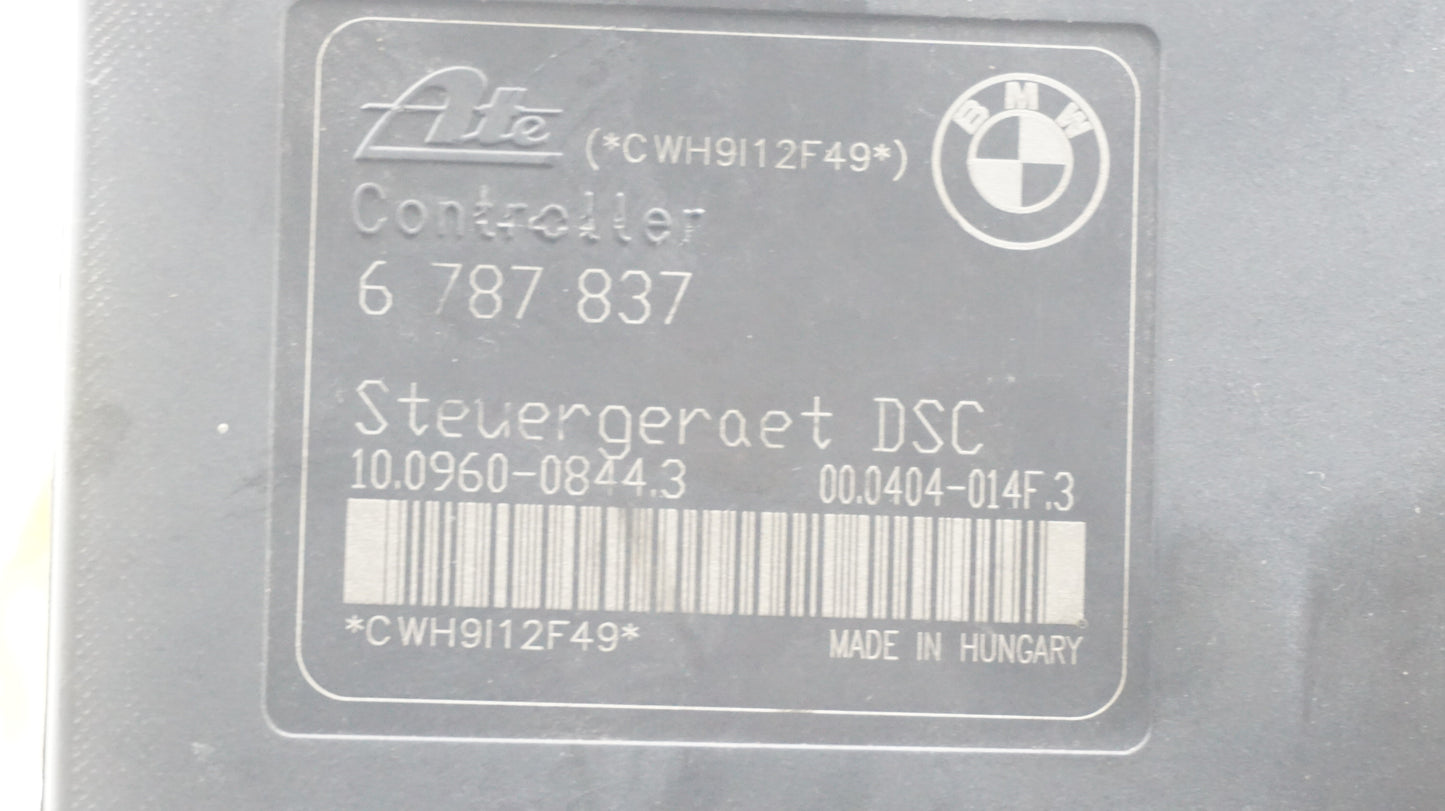 Ate (*CWH9I12F49*) BMW
Controller
6 787 837
Steuergeraet DSC
10.0960-0844.3 00.0404-014F.3
*CWH9I12F49* MADE IN HUNGARY